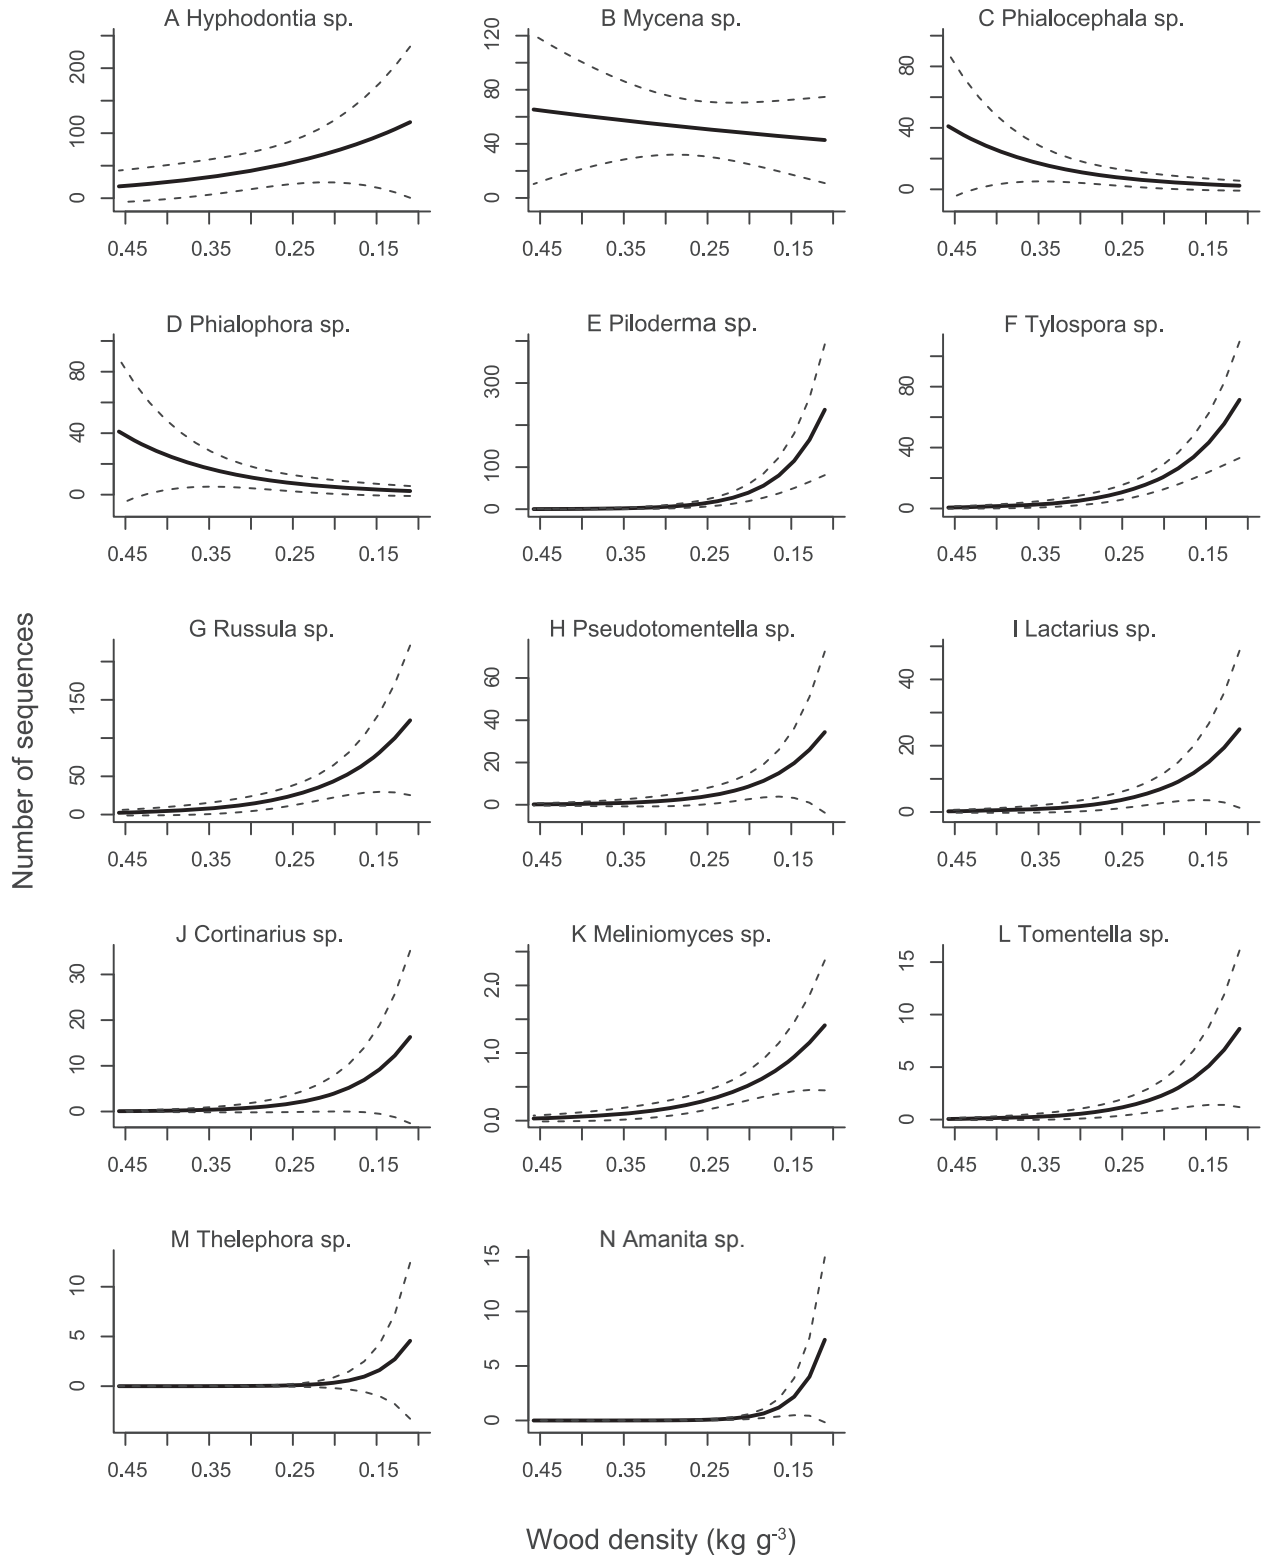 A Hyphodontia sp.
B Mycena sp.
C Phialocephala sp.
0 100 200
0 40 80 120
0 40 80
0.45 0.35 0.25 0.15
0.45 0.35 0.25 0.15
0.45 0.35 0.25 0.15
D Phialophora sp.
E Piloderma sp.
F Tylospora sp.
0 40 80
0 100 300
0 40 80
0.45 0.35 0.25 0.15
0.45 0.35 0.25 0.15
0.45 0.35 0.25 0.15
Number of sequences
G Russula sp.
H Pseudotomentella sp.
I Lactarius sp.
0 50 150
0 20 40 60
0 20 40
0.45 0.35 0.25 0.15
0.45 0.35 0.25 0.15
0.45 0.35 0.25 0.15
J Cortinarius sp.
K Meliniomyces sp.
L Tomentella sp.
0 10 20 30
0.0 1.0 2.0
0 5 10 15
0.45 0.35 0.25 0.15
0.45 0.35 0.25 0.15
0.45 0.35 0.25 0.15
M Thelephora sp.
N Amanita sp.
0 5 10
0 5 10 15
0.45 0.35 0.25 0.15
0.45 0.35 0.25 0.15
Wood density (kg g⁻³)